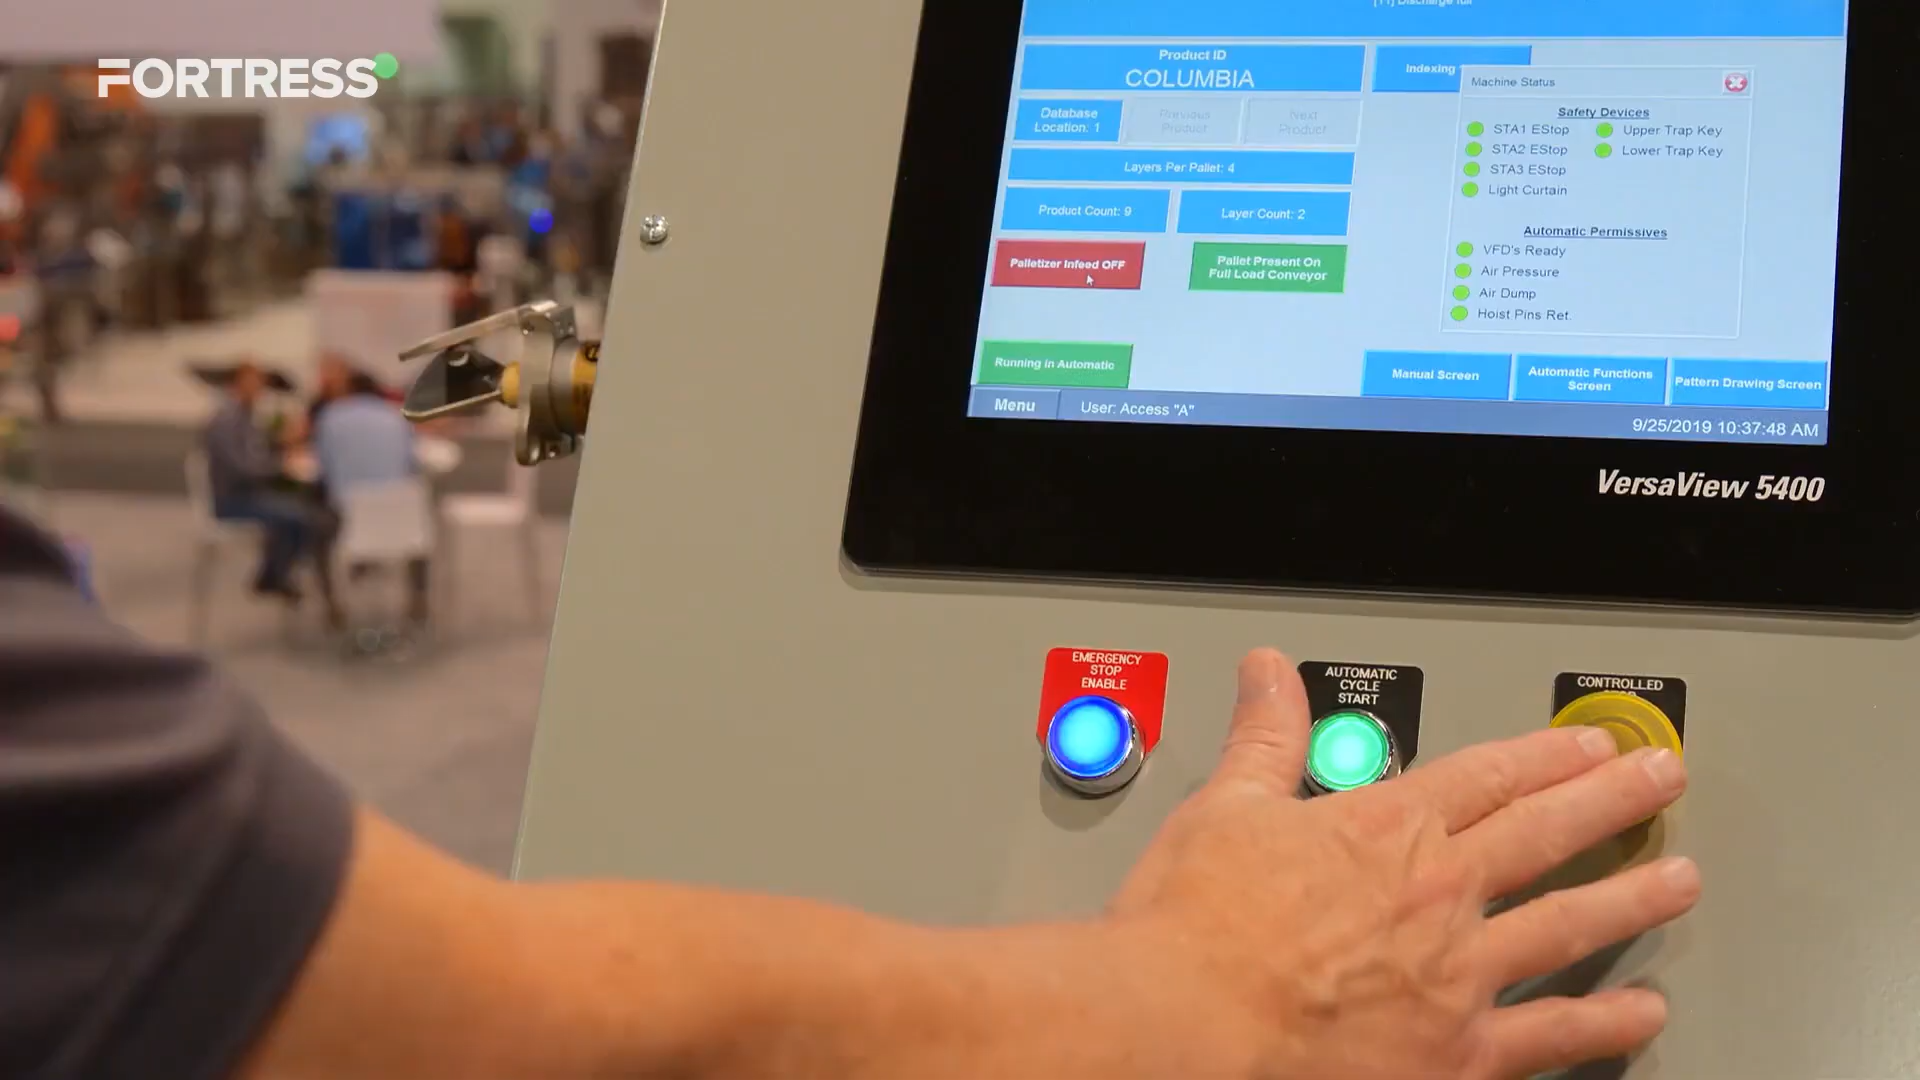 FORTRESS
[11] Discharge full
Product ID
COLUMBIA
Indexing
Database
Location: 1
Previous
Product
Next
Product
Layers Per Pallet: 4
Product Count: 9
Layer Count: 2
Palletizer Infeed OFF
Pallet Present On
Full Load Conveyor
Machine Status
Safety Devices
STA1 EStop
Upper Trap Key
STA2 EStop
Lower Trap Key
STA3 EStop
Light Curtain
Automatic Permissives
VFD's Ready
Air Pressure
Air Dump
Hoist Pins Ret.
Running in Automatic
Manual Screen
Automatic Functions
Screen
Pattern Drawing Screen
Menu
User: Access "A"
9/25/2019 10:37:48 AM
VersaView 5400
EMERGENCY
STOP
ENABLE
AUTOMATIC
CYCLE
START
CONTROLLED